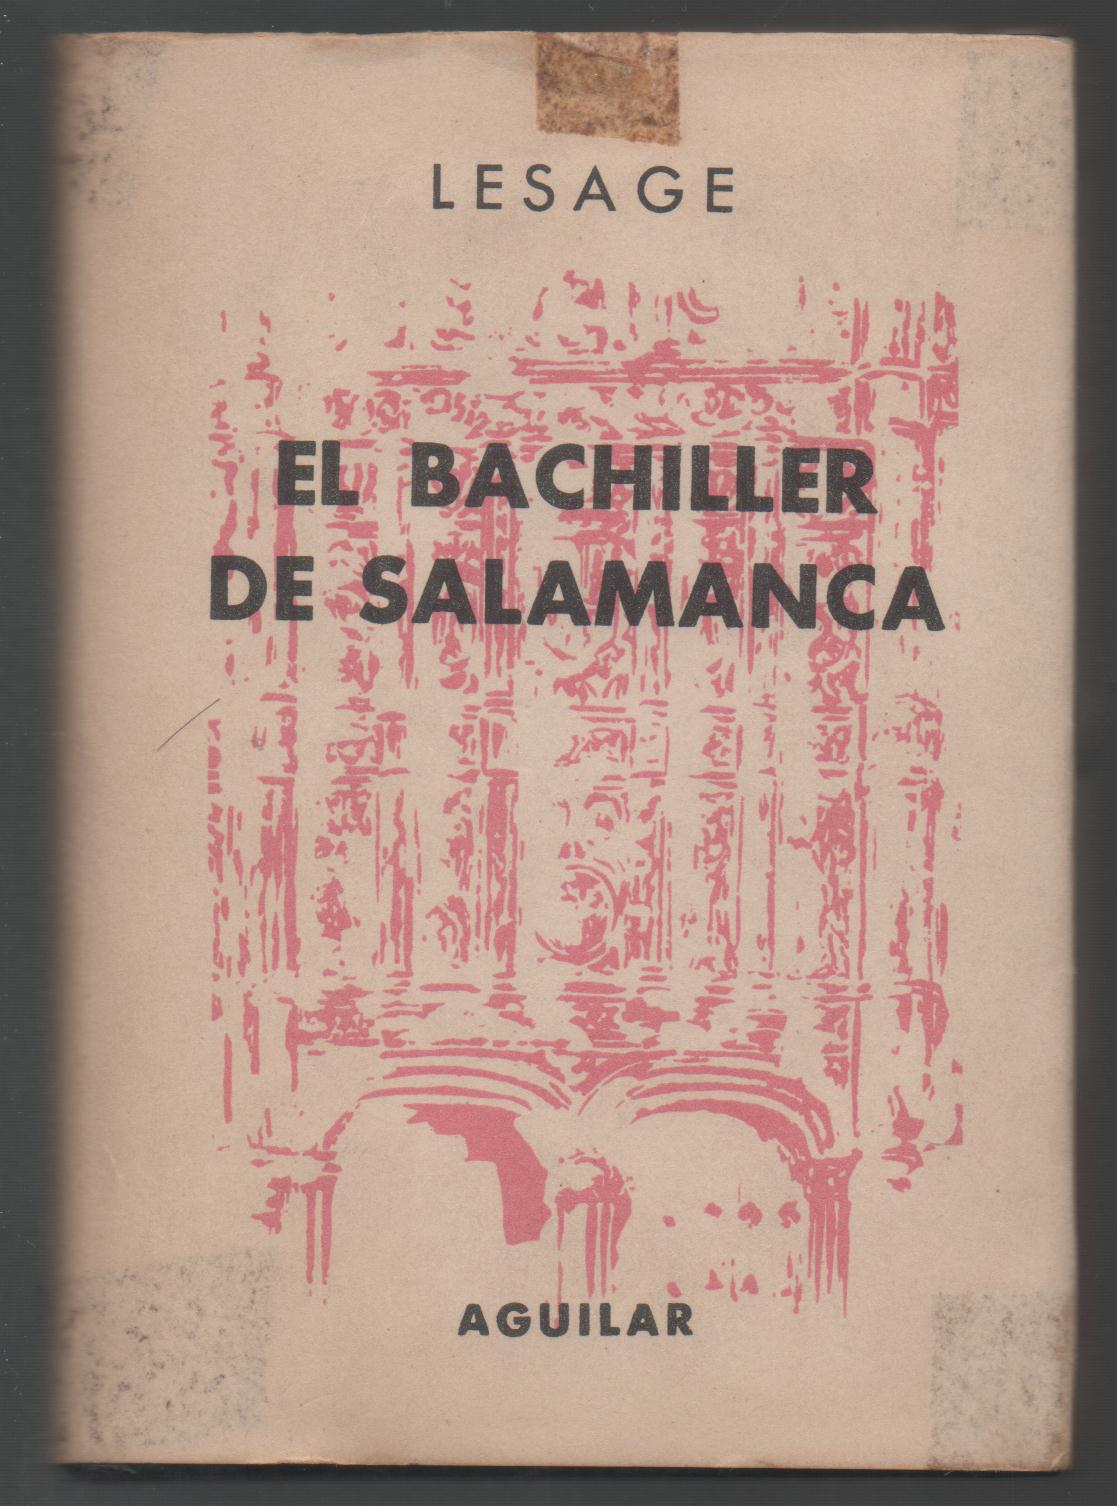 LESAGE
EL BACHILLER
DE SALAMANCA
AGUILAR